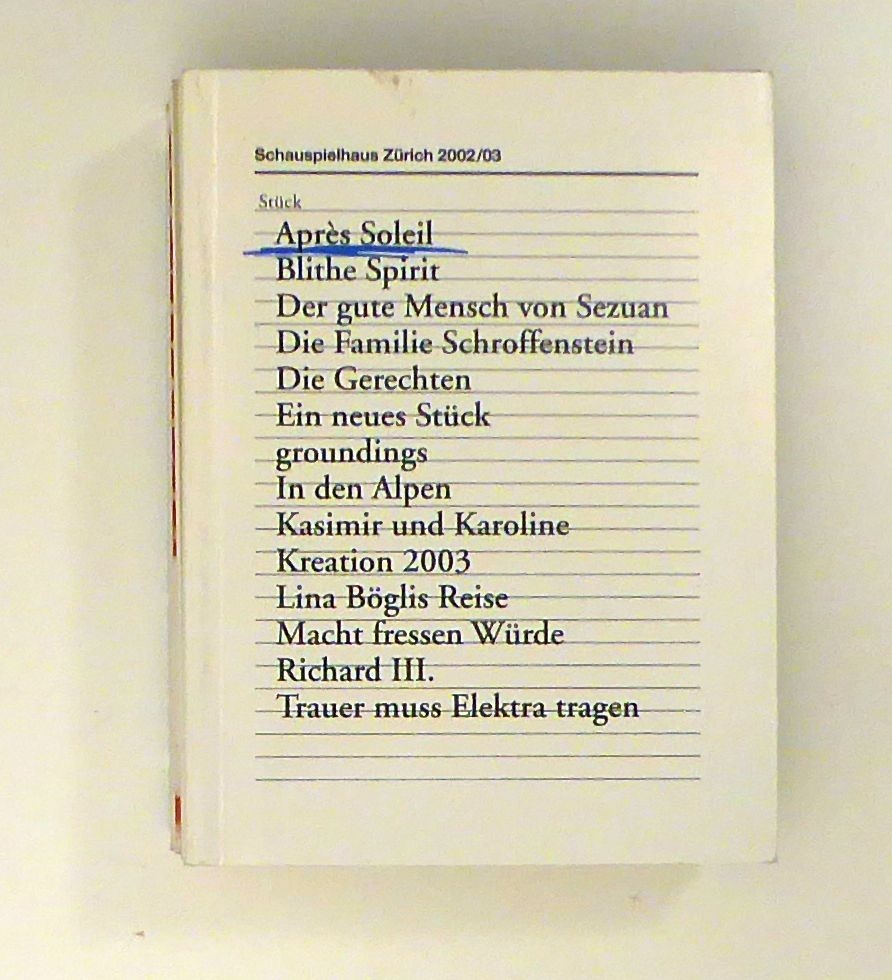 Schauspielhaus Zürich 2002/03
Stück
Après Soleil
Blithe Spirit
Der gute Mensch von Sezuan
Die Familie Schroffenstein
Die Gerechten
Ein neues Stück
groundings
In den Alpen
Kasimir und Karoline
Kreation 2003
Lina Böglis Reise
Macht fressen Würde
Richard III.
Trauer muss Elektra tragen